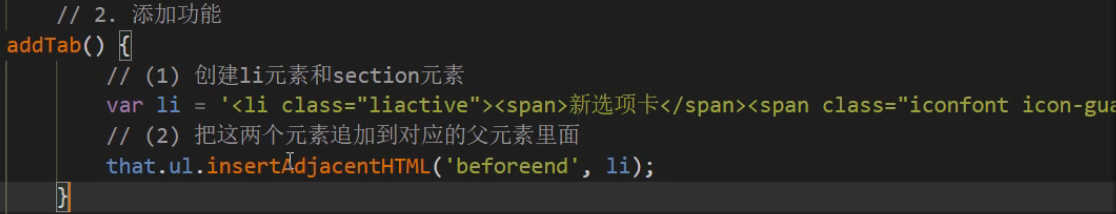 // 2. 添加功能
addTab() {
// (1) 创建li元素和section元素
var li = '<li class="liactive"><span>新选项卡</span><span class="iconfont icon-gua
// (2) 把这两个元素追加到对应的父元素里面
that.ul.insertAdjacentHTML('beforeend', li);
}